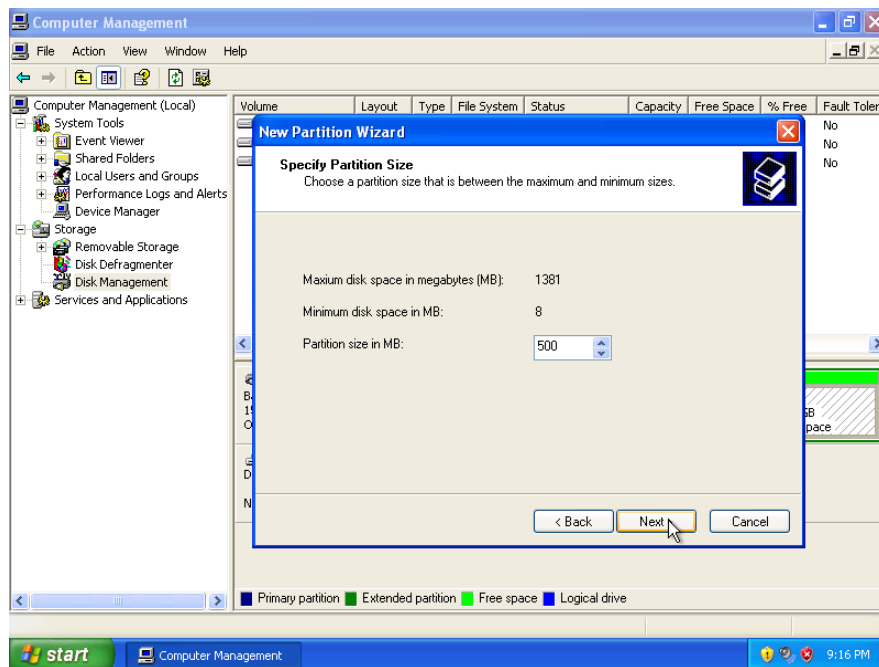 Computer Management
File Action View Window Help
Computer Management (Local)
System Tools
Event Viewer
Shared Folders
Local Users and Groups
Performance Logs and Alerts
Device Manager
Storage
Removable Storage
Disk Defragmenter
Disk Management
Services and Applications
Volume Layout Type File System Status Capacity Free Space % Free Fault Toler
No
No
No
New Partition Wizard
Specify Partition Size
Choose a partition size that is between the maximum and minimum sizes.
Maxium disk space in megabytes (MB): 1381
Minimum disk space in MB: 8
Partition size in MB: 500
< Back Next Cancel
Primary partition Extended partition Free space Logical drive
start Computer Management 9:16 PM